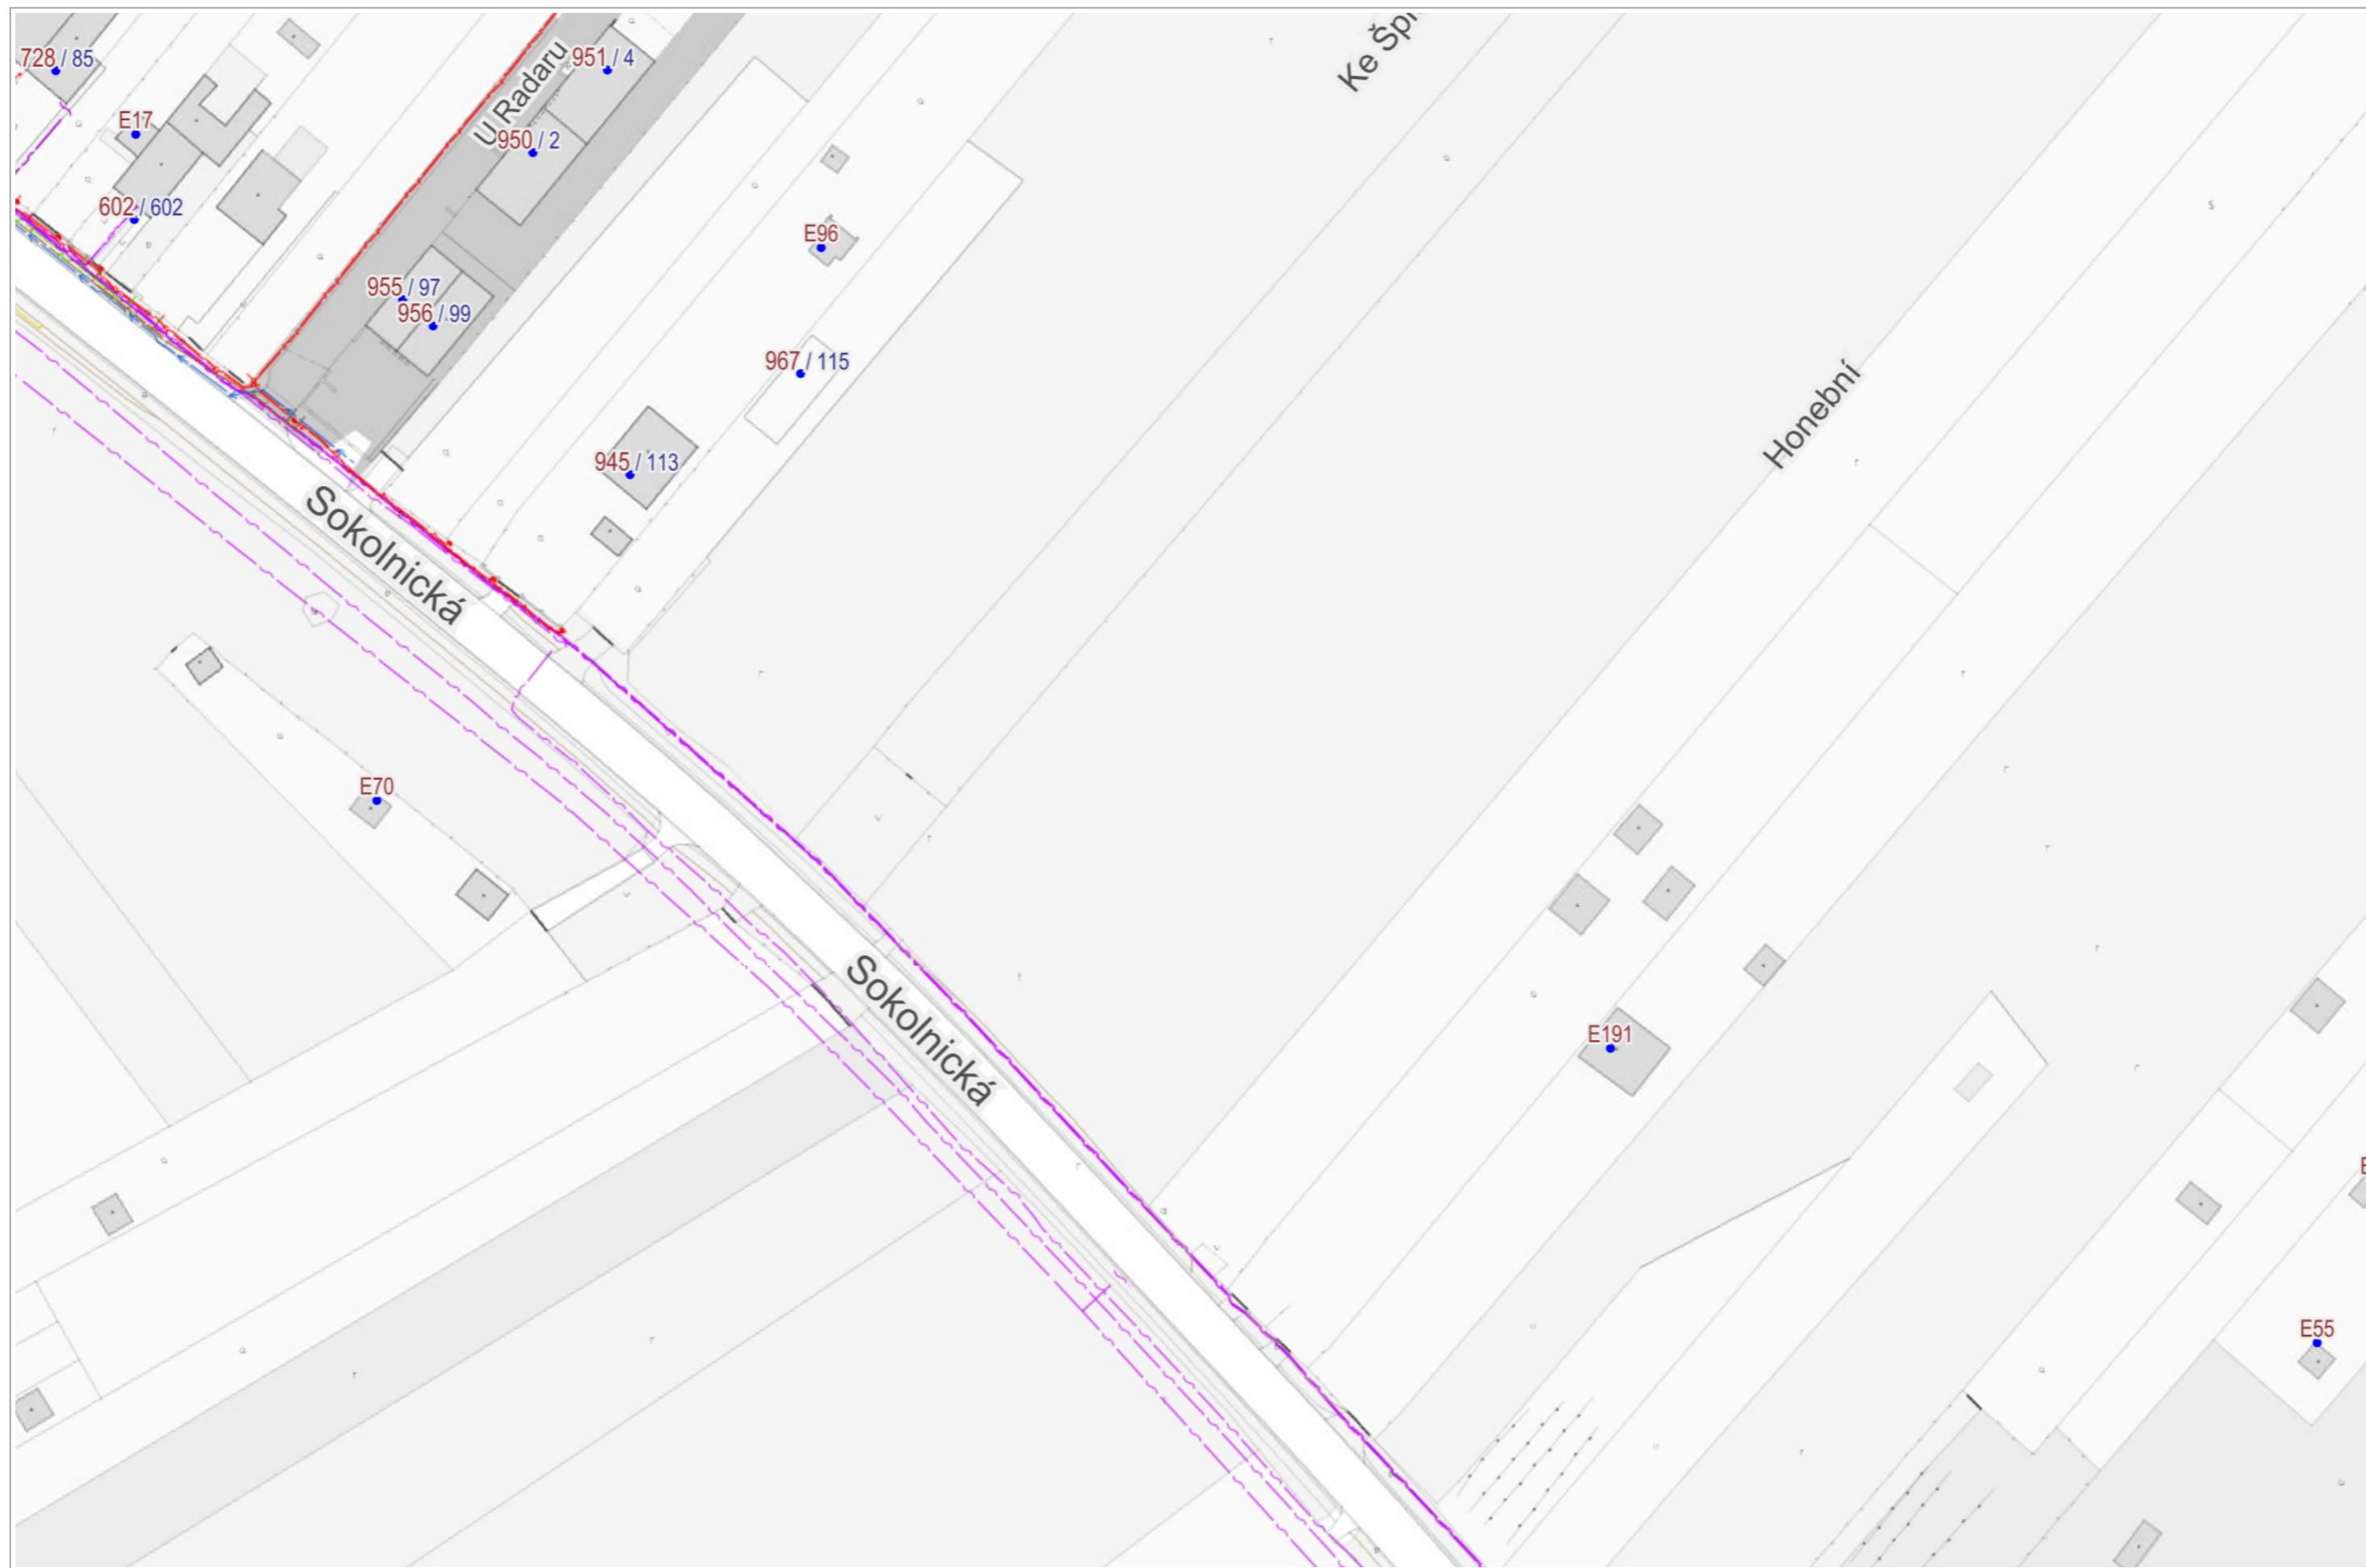 728 / 85
U Radaru
951 / 4
E17
950 / 2
602 / 602
E96
955 / 97
956 / 99
967 / 115
Honební
945 / 113
Sokolnická
E70
Sokolnická
E191
E55